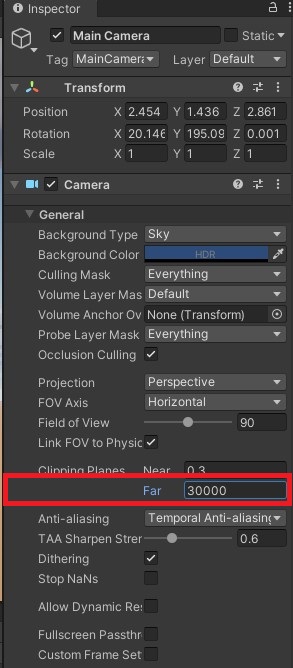 Inspector
Main Camera Static
Tag MainCamera Layer Default
Transform
Position X 2.454 Y 1.436 Z 2.861
Rotation X 20.146 Y 195.09 Z 0.001
Scale X 1 Y 1 Z 1
Camera
General
Background Type Sky
Background Color HDR
Culling Mask Everything
Volume Layer Mas Default
Volume Anchor Ov None (Transform)
Probe Layer Mask Everything
Occlusion Culling
Projection Perspective
FOV Axis Horizontal
Field of View 90
Link FOV to Physic
Clipping Planes Near 0.3
Far 30000
Anti-aliasing Temporal Anti-aliasing
TAA Sharpen Stren 0.6
Dithering
Stop NaNs
Allow Dynamic Res
Fullscreen Passthr
Custom Frame Set